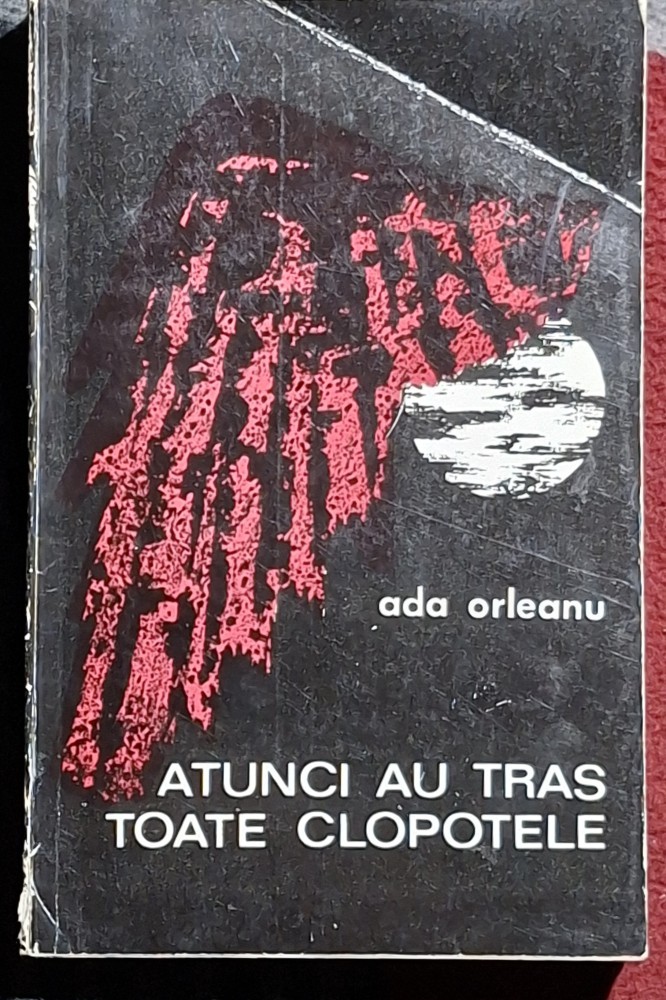 ada orleanu
ATUNCI AU TRAS
TOATE CLOPOTELE